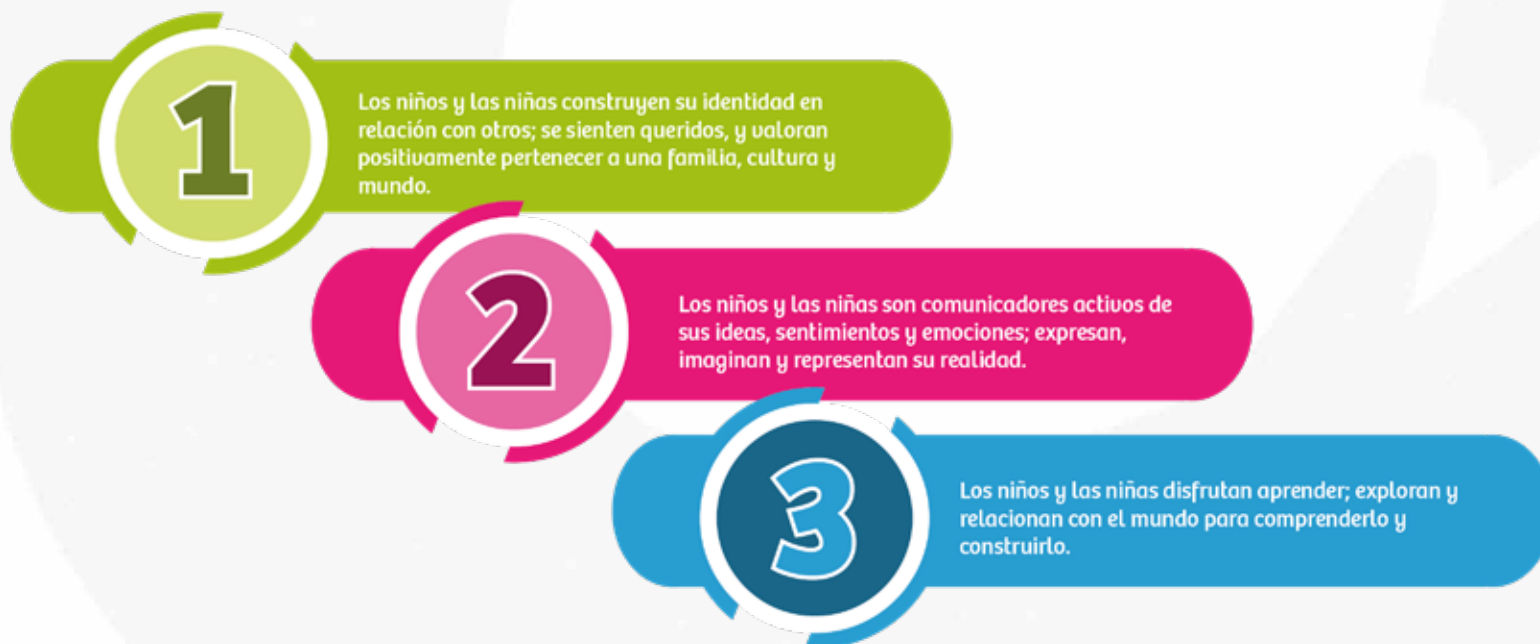 1
Los niños y las niñas construyen su identidad en
relación con otros; se sienten queridos, y valoran
positivamente pertenecer a una familia, cultura y
mundo.
2
Los niños y las niñas son comunicadores activos de
sus ideas, sentimientos y emociones; expresan,
imaginan y representan su realidad.
3
Los niños y las niñas disfrutan aprender; exploran y
relacionan con el mundo para comprenderlo y
construirlo.